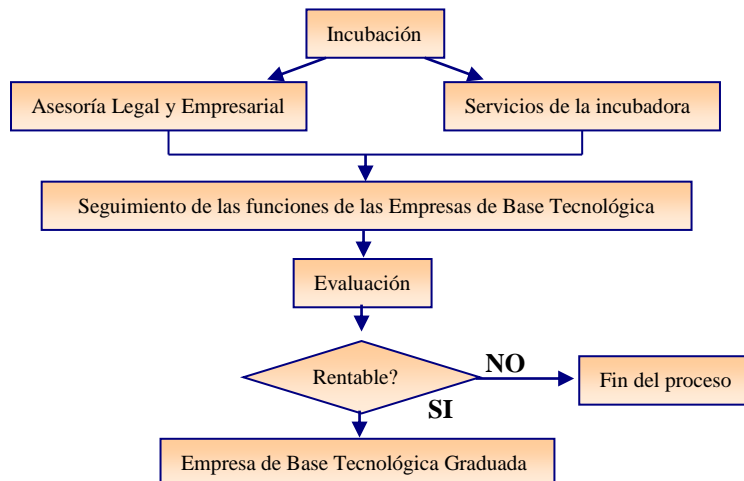 Incubación
Asesoría Legal y Empresarial
Servicios de la incubadora
Seguimiento de las funciones de las Empresas de Base Tecnológica
Evaluación
Rentable?
NO
Fin del proceso
SI
Empresa de Base Tecnológica Graduada